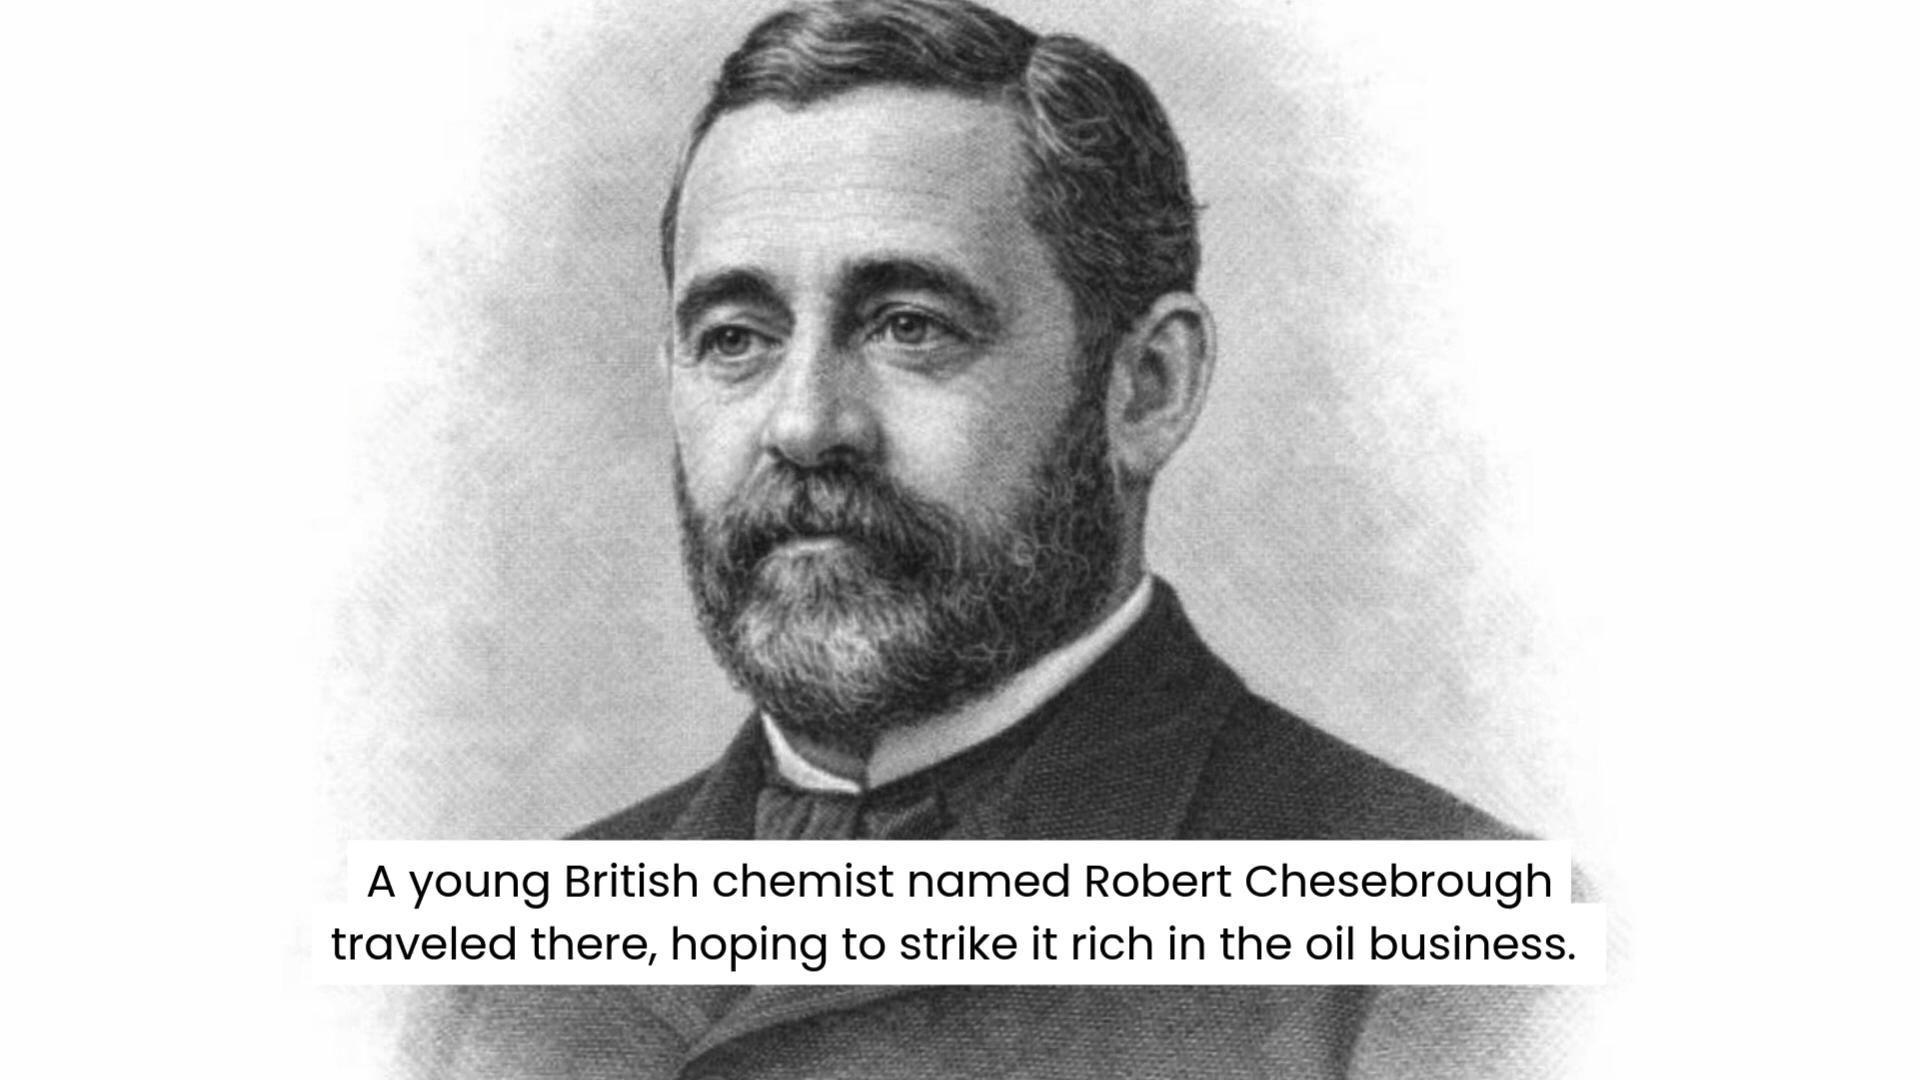 A young British chemist named Robert Chesebrough
traveled there, hoping to strike it rich in the oil business.